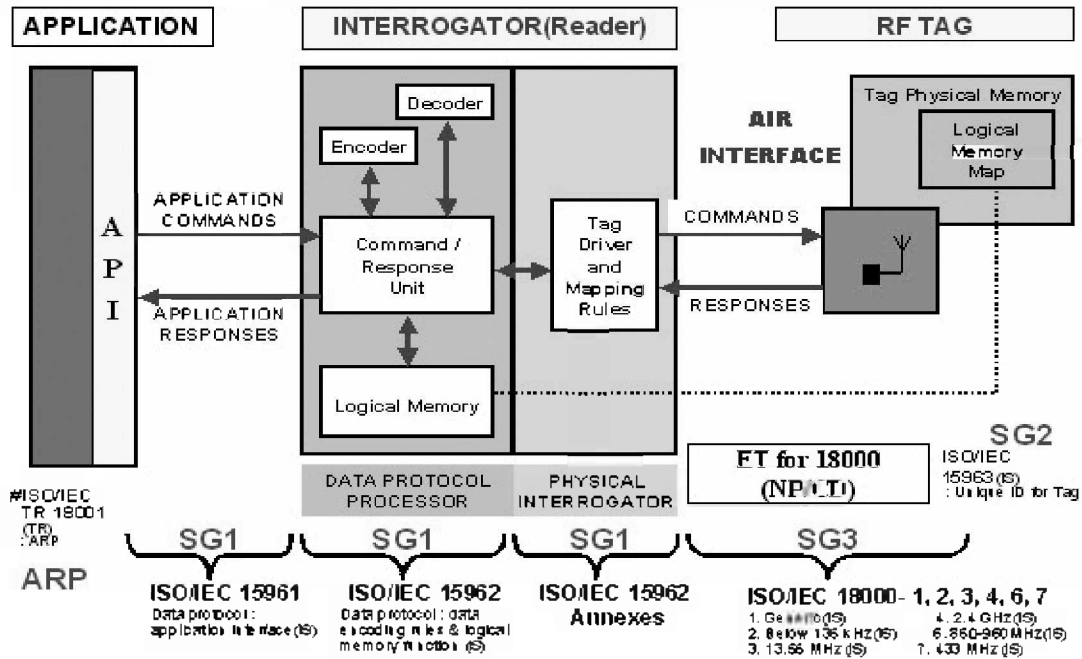 APPLICATION
INTERROGATOR(Reader)
RF TAG
Decoder
Encoder
Tag Physical Memory
Logical
Memory
Map
AIR
INTERFACE
A
P
I
APPLICATION
COMMANDS
Command /
Response
Unit
Tag
Driver
and
Mapping
Rules
COMMANDS
APPLICATION
RESPONSES
RESPONSES
Logical Memory
DATA PROTOCOL
PROCESSOR
PHYSICAL
INTERROGATOR
for 18000
SG2
ISO/IEC
15963(IS)
: Unique ID for Tag
#ISO/IEC
TR 18001
(TR)
:ARP
ARP
SG1
SG1
SG1
SG3
ISO/IEC 15961
Data protocol :
application interface(IS)
ISO/IEC 15962
Data protocol : data
encoding rules & logical
memory function (IS)
ISO/IEC 15962
Annexes
ISO/IEC 18000- 1, 2, 3, 4, 6, 7
1. (IS)
2. Below 135 kHz(IS)
3. 13.56 MHz(IS)
4. 2.4 GHz(IS)
6.860-960MHz(IS)
7. 433 MHz(IS)